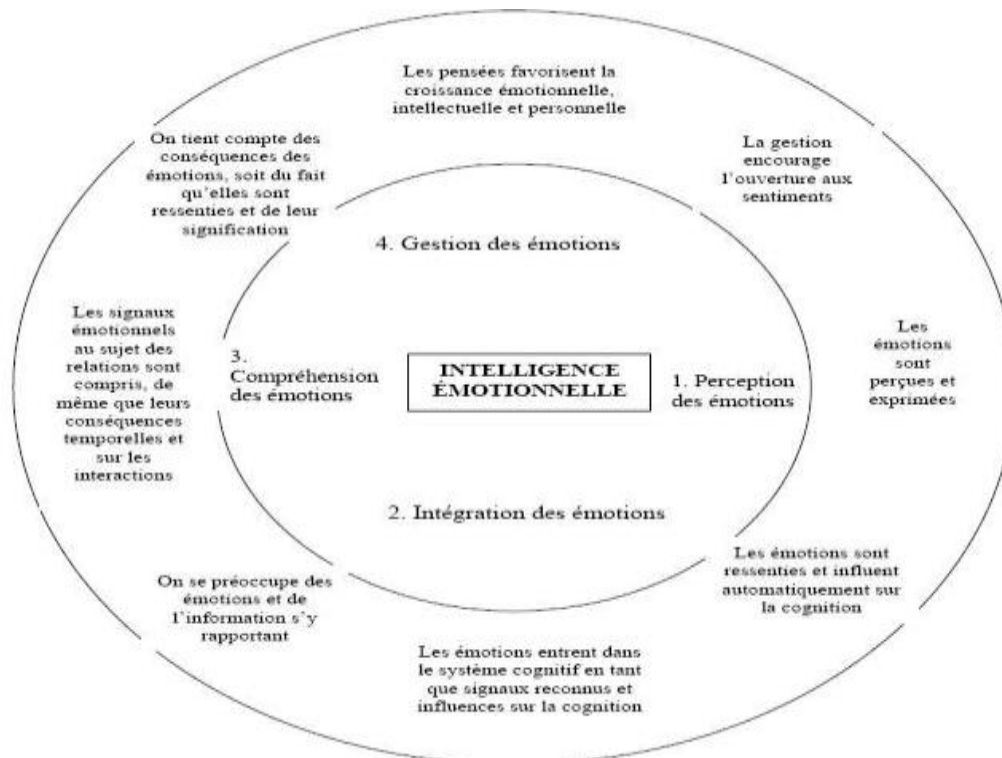 Les pensées favorisent la
croissance émotionnelle,
intellectuelle et personnelle
On tient compte des
conséquences des
émotions, soit du fait
qu'elles sont
ressenties et de leur
signification
La gestion
encourage
l'ouverture aux
sentiments
4. Gestion des émotions
Les signaux
émotionnels
au sujet des
relations sont
compris, de
même que leurs
conséquences
temporelles et
sur les
interactions
3.
Compréhension
des émotions
INTELLIGENCE
ÉMOTIONNELLE
1. Perception
des émotions
Les
émotions
sont
perçues et
exprimées
2. Intégration des émotions
On se préoccupe des
émotions et de
l'information s'y
rapportant
Les émotions sont
ressenties et influent
automatiquement sur
la cognition
Les émotions entrent dans
le système cognitif en tant
que signaux reconnus et
influences sur la cognition